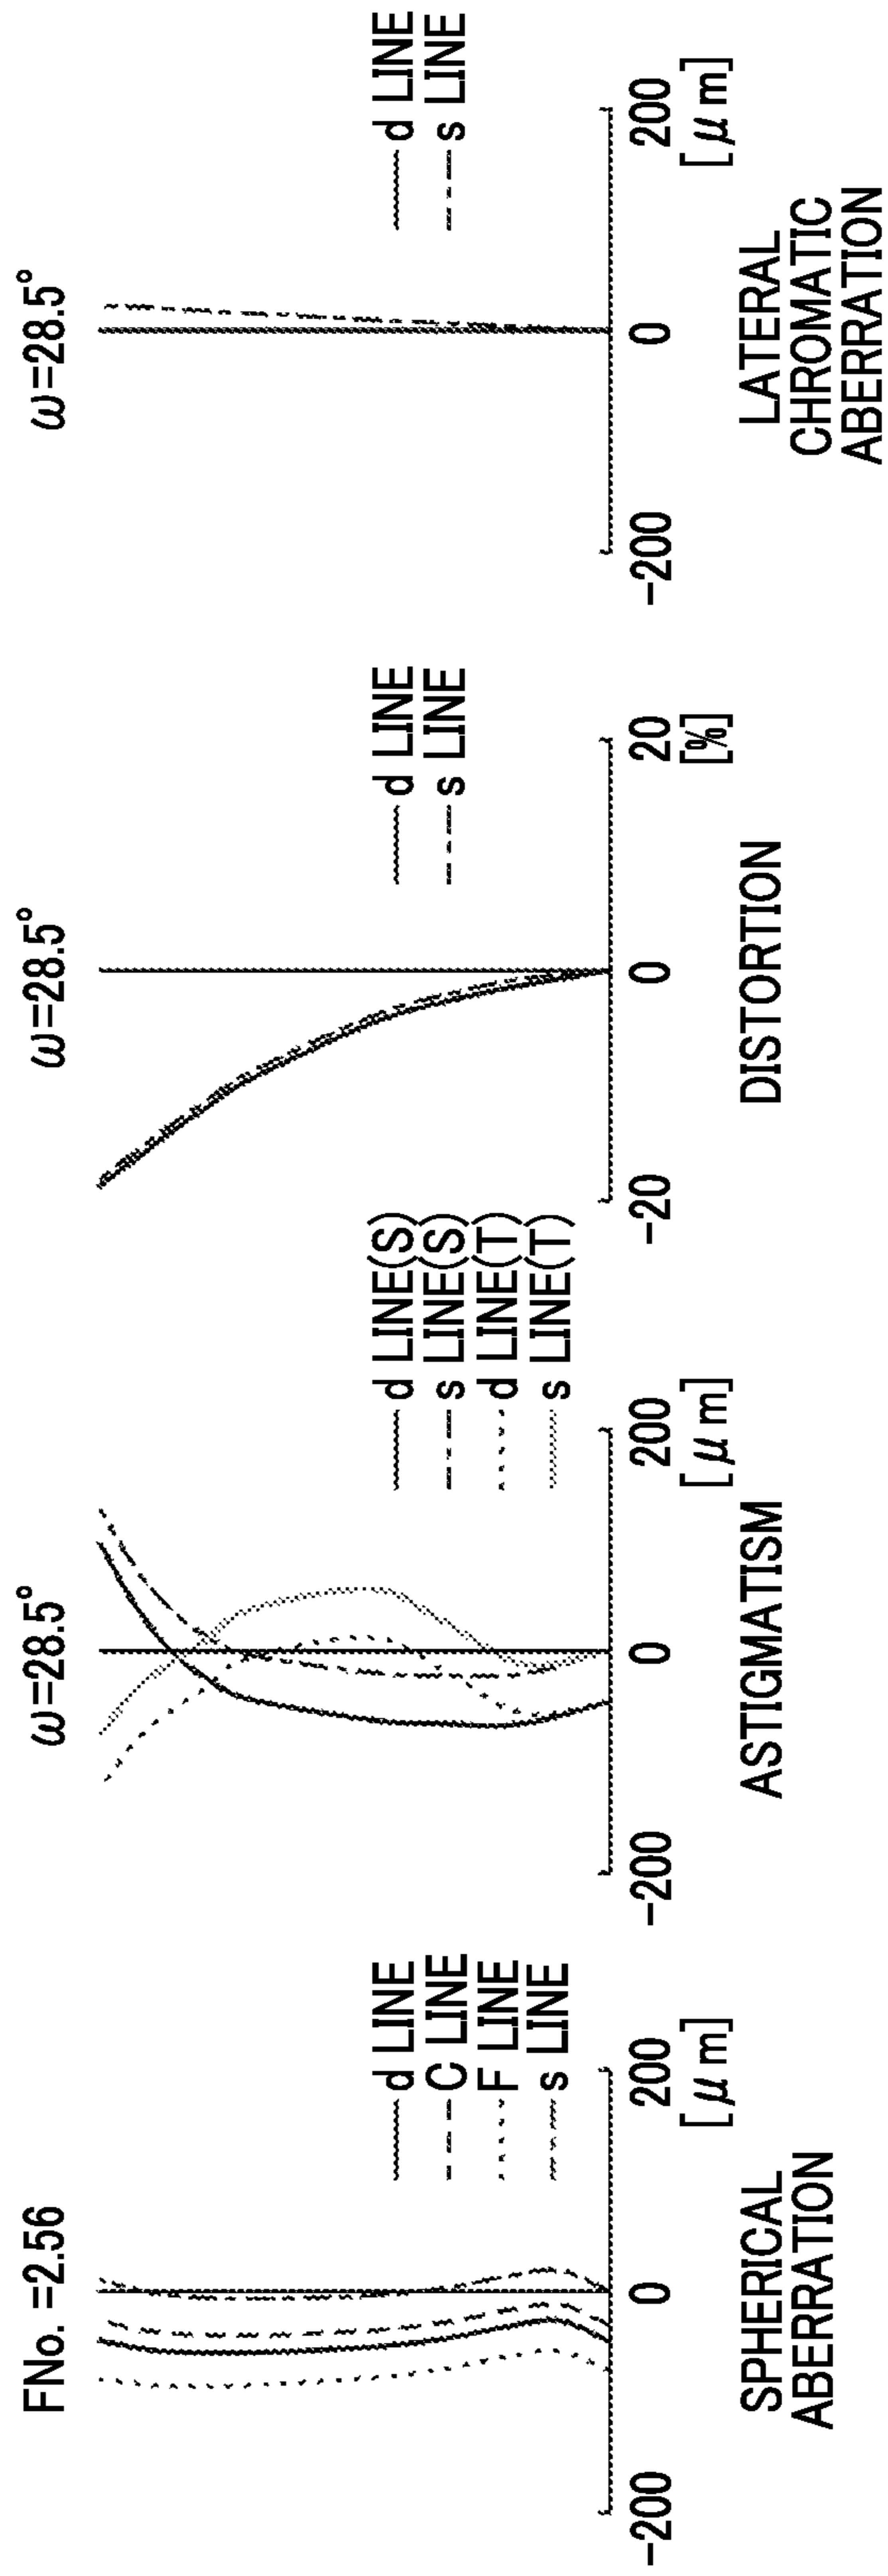 FNo. =2.56
d LINE
C LINE
F LINE
s LINE
-200
0
200
[μm]
SPHERICAL
ABERRATION
ω=28.5°
d LINE(S)
s LINE(S)
d LINE(T)
s LINE(T)
-200
0
200
[μm]
ASTIGMATISM
ω=28.5°
d LINE
s LINE
-20
0
20
[%]
DISTORTION
ω=28.5°
d LINE
s LINE
-200
0
200
[μm]
LATERAL
CHROMATIC
ABERRATION